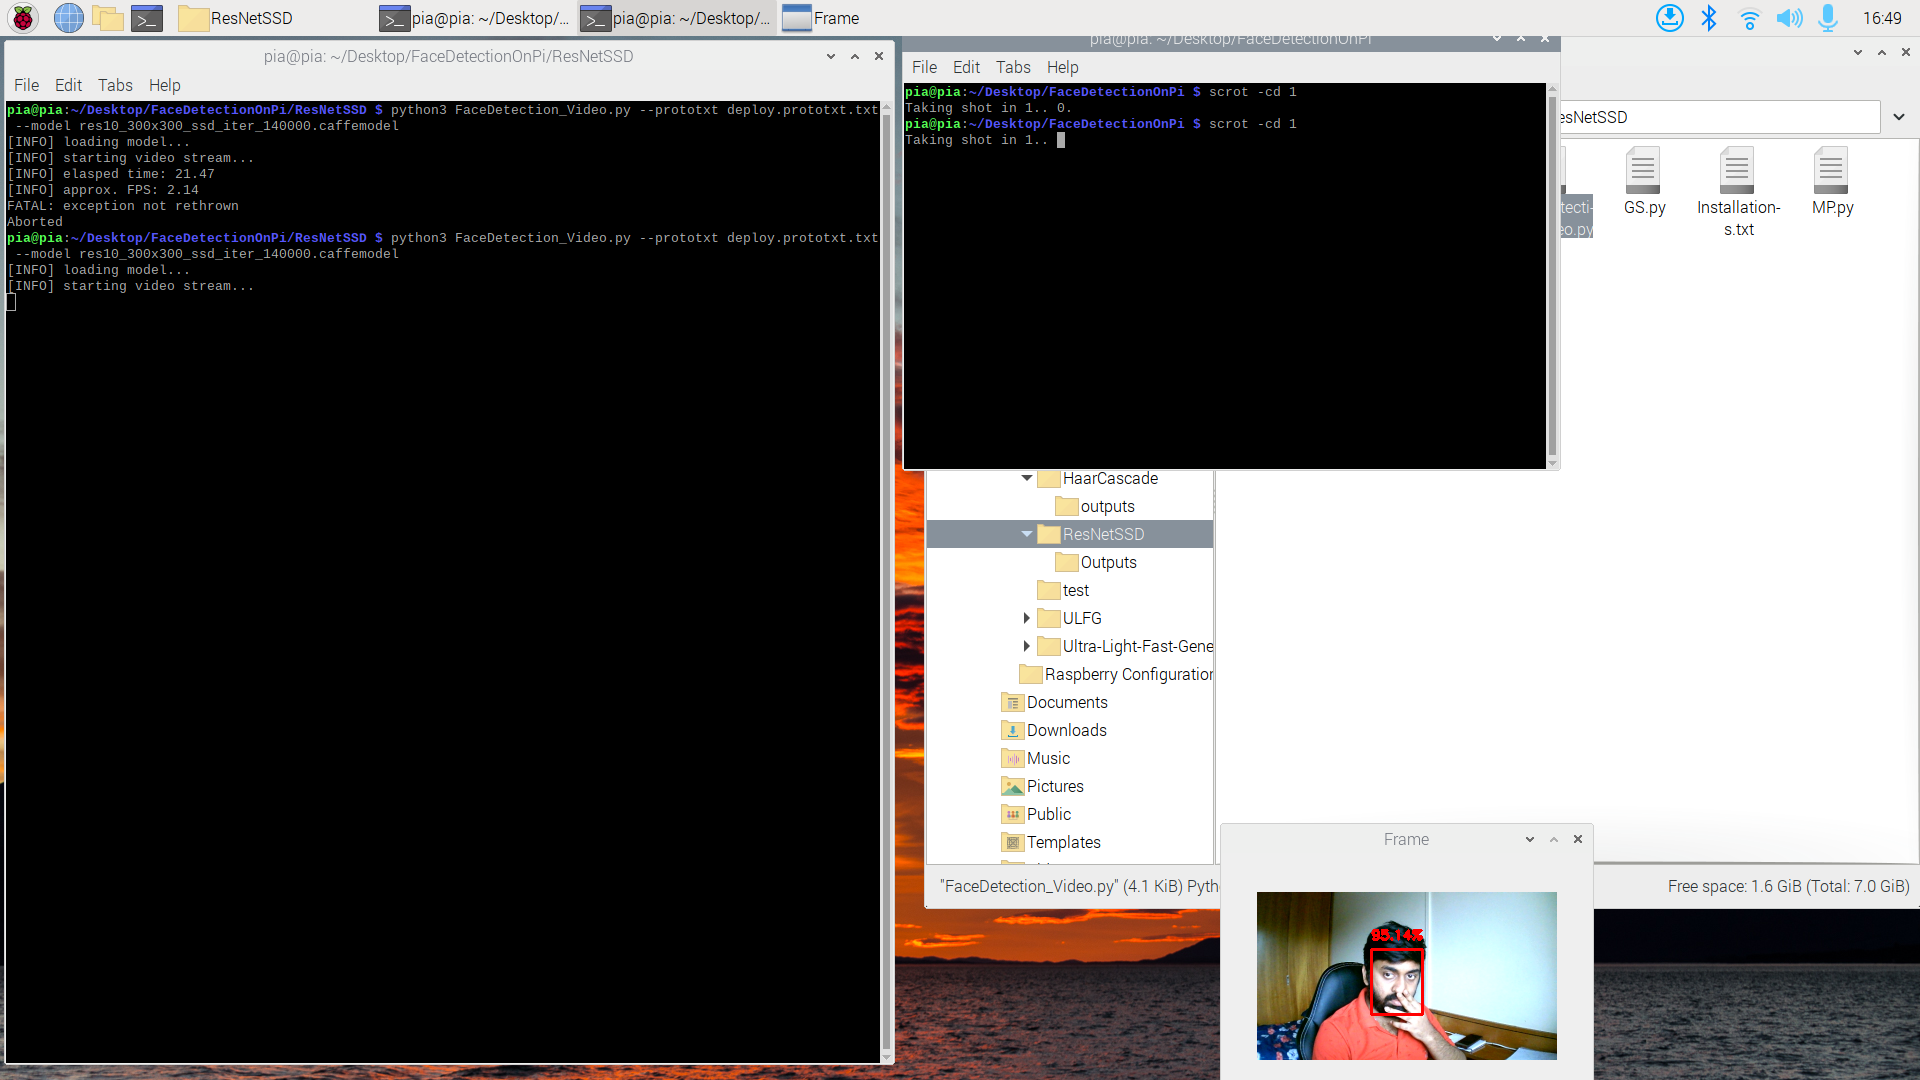 ResNetSSD
pia@pia: ~/Desktop/...
pia@pia: ~/Desktop/...
Frame
16:49
pia@pia: ~/Desktop/FaceDetectionOnPi/ResNetSSD
File Edit Tabs Help
pia@pia:~/Desktop/FaceDetectionOnPi/ResNetSSD $ python3 FaceDetection_Video.py --prototxt deploy.prototxt.txt
--model res10_300x300_ssd_iter_140000.caffemodel
[INFO] loading model...
[INFO] starting video stream...
[INFO] elasped time: 21.47
[INFO] approx. FPS: 2.14
FATAL: exception not rethrown
Aborted
pia@pia:~/Desktop/FaceDetectionOnPi/ResNetSSD $ python3 FaceDetection_Video.py --prototxt deploy.prototxt.txt
--model res10_300x300_ssd_iter_140000.caffemodel
[INFO] loading model...
[INFO] starting video stream...
pia@pia: ~/Desktop/FaceDetectionOnPi
File Edit Tabs Help
pia@pia:~/Desktop/FaceDetectionOnPi $ scrot -cd 1
Taking shot in 1.. 0.
pia@pia:~/Desktop/FaceDetectionOnPi $ scrot -cd 1
Taking shot in 1..
esNetSSD
tecti-
eo.py
GS.py
Installation-
s.txt
MP.py
HaarCascade
outputs
ResNetSSD
Outputs
test
ULFG
Ultra-Light-Fast-Gene
Raspberry Configuration
Documents
Downloads
Music
Pictures
Public
Templates
"FaceDetection_Video.py" (4.1 KiB) Pytho
Free space: 1.6 GiB (Total: 7.0 GiB)
Frame
95.14%